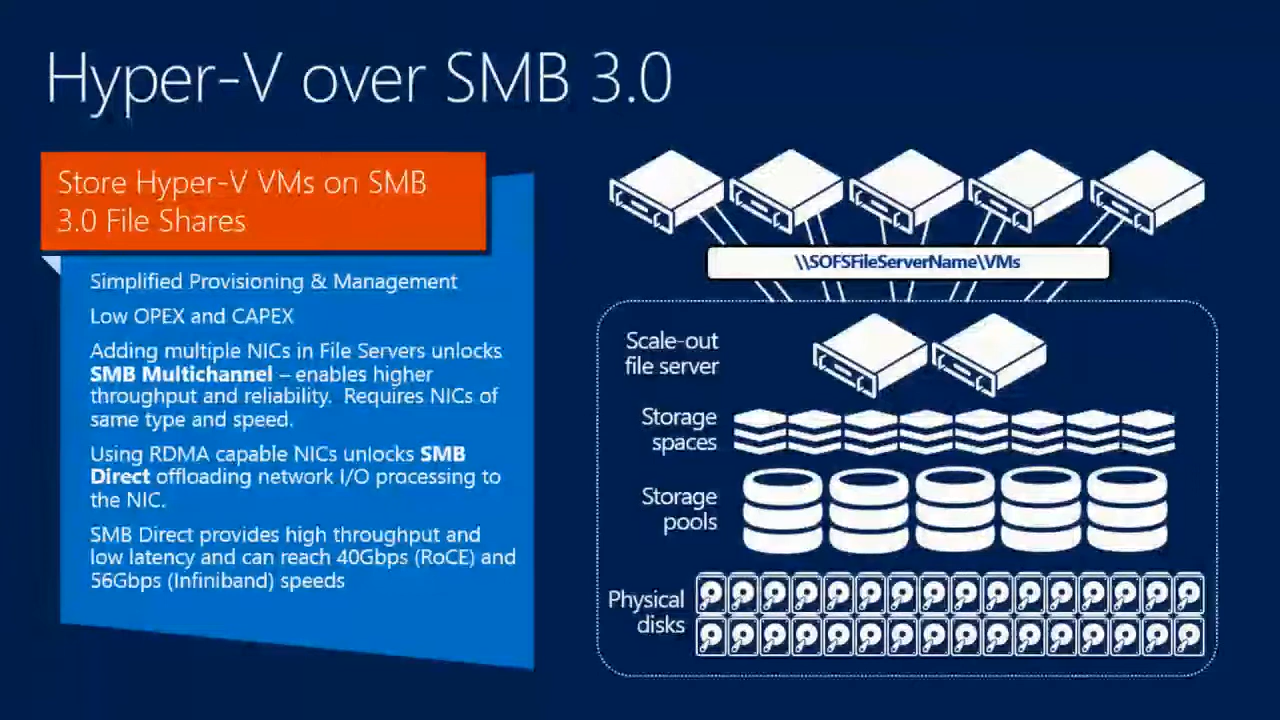 Hyper-V over SMB 3.0
Store Hyper-V VMs on SMB
3.0 File Shares
Simplified Provisioning & Management
Low OPEX and CAPEX
Adding multiple NICs in File Servers unlocks
SMB Multichannel – enables higher
throughput and reliability.  Requires NICs of
same type and speed.
Using RDMA capable NICs unlocks SMB
Direct offloading network I/O processing to
the NIC.
SMB Direct provides high throughput and
low latency and can reach 40Gbps (RoCE) and
56Gbps (Infiniband) speeds
\\SOFSFileServerName\VMs
Scale-out
file server
Storage
spaces
Storage
pools
Physical
disks